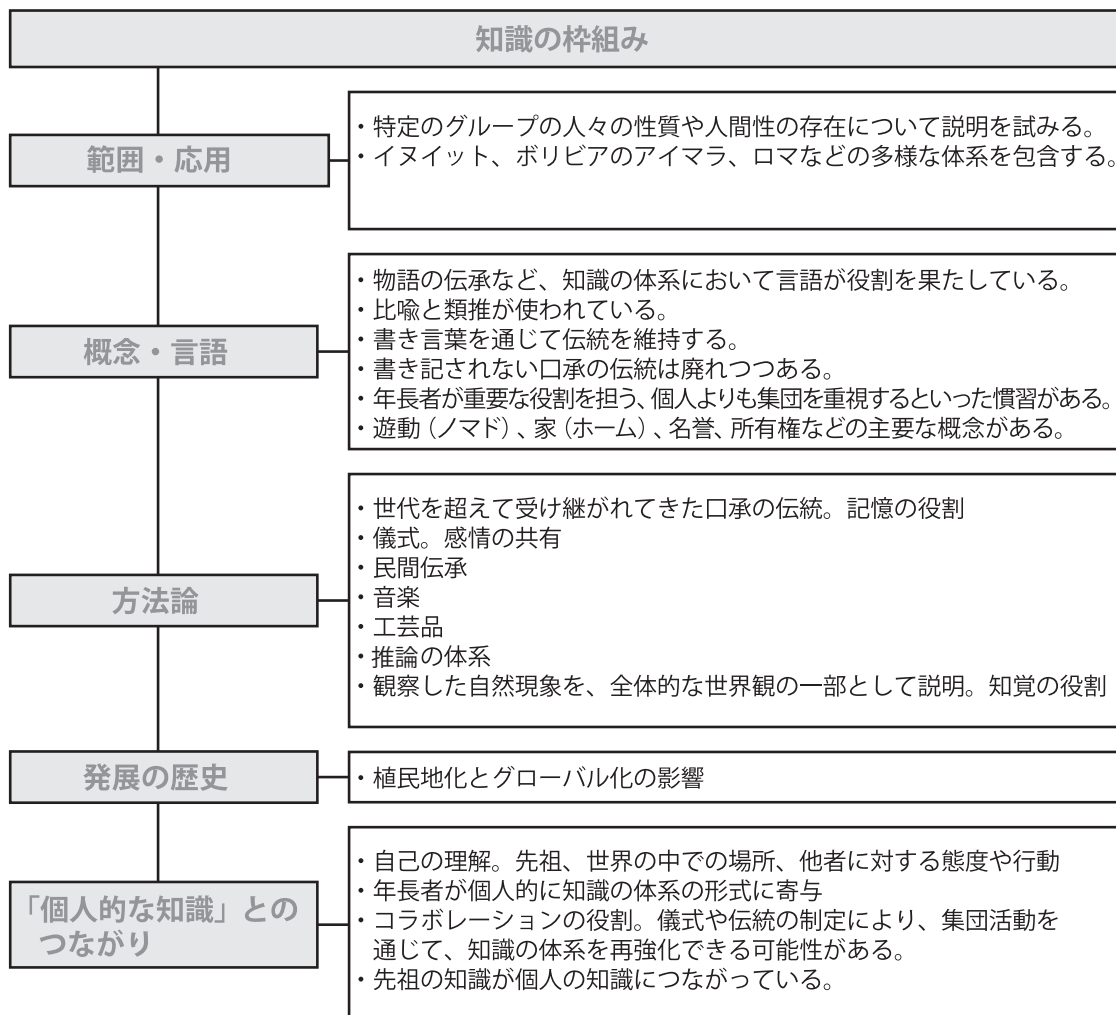 知識の枠組み
範囲・応用
・特定のグループの人々の性質や人間性の存在について説明を試みる。
・イヌイット、ボリビアのアイマラ、ロマなどの多様な体系を包含する。
概念・言語
・物語の伝承など、知識の体系において言語が役割を果たしている。
・比喩と類推が使われている。
・書き言葉を通じて伝統を維持する。
・書き記されない口承の伝統は廃れつつある。
・年長者が重要な役割を担う、個人よりも集団を重視するといった慣習がある。
・遊動（ノマド）、家（ホーム）、名誉、所有権などの主要な概念がある。
方法論
・世代を超えて受け継がれてきた口承の伝統。記憶の役割
・儀式。感情の共有
・民間伝承
・音楽
・工芸品
・推論の体系
・観察した自然現象を、全体的な世界観の一部として説明。知覚の役割
発展の歴史
・植民地化とグローバル化の影響
「個人的な知識」との
つながり
・自己の理解。先祖、世界の中での場所、他者に対する態度や行動
・年長者が個人的に知識の体系の形式に寄与
・コラボレーションの役割。儀式や伝統の制定により、集団活動を
通じて、知識の体系を再強化できる可能性がある。
・先祖の知識が個人の知識につながっている。